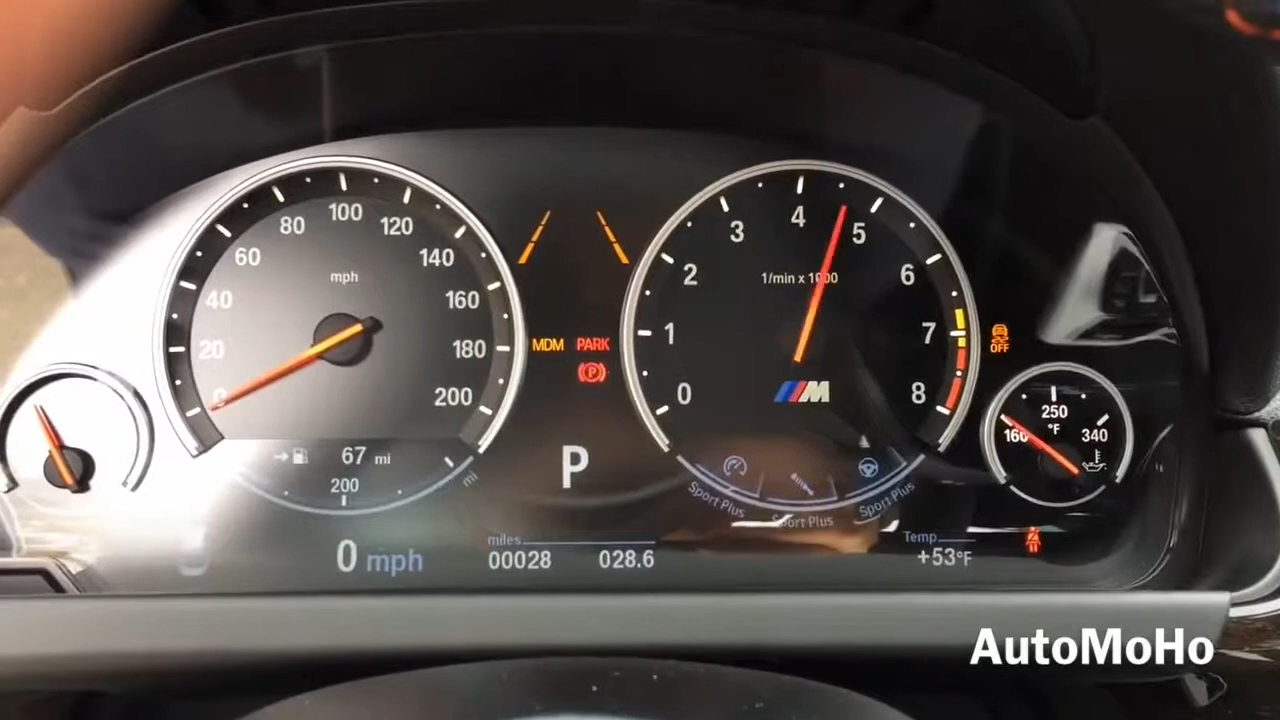 80 100 120
60 140
mph
40 160
20 180
0 200
→ 67 mi
200
mi
0 mph
MDM PARK
P
P
miles
00028 028.6
4
3 5
2 6
1/min x 1000
1 7
0 8
M
Sport Plus
Sport Plus
Sport Plus
OFF
250
°F
160 340
Temp
+53°F
AutoMoHo